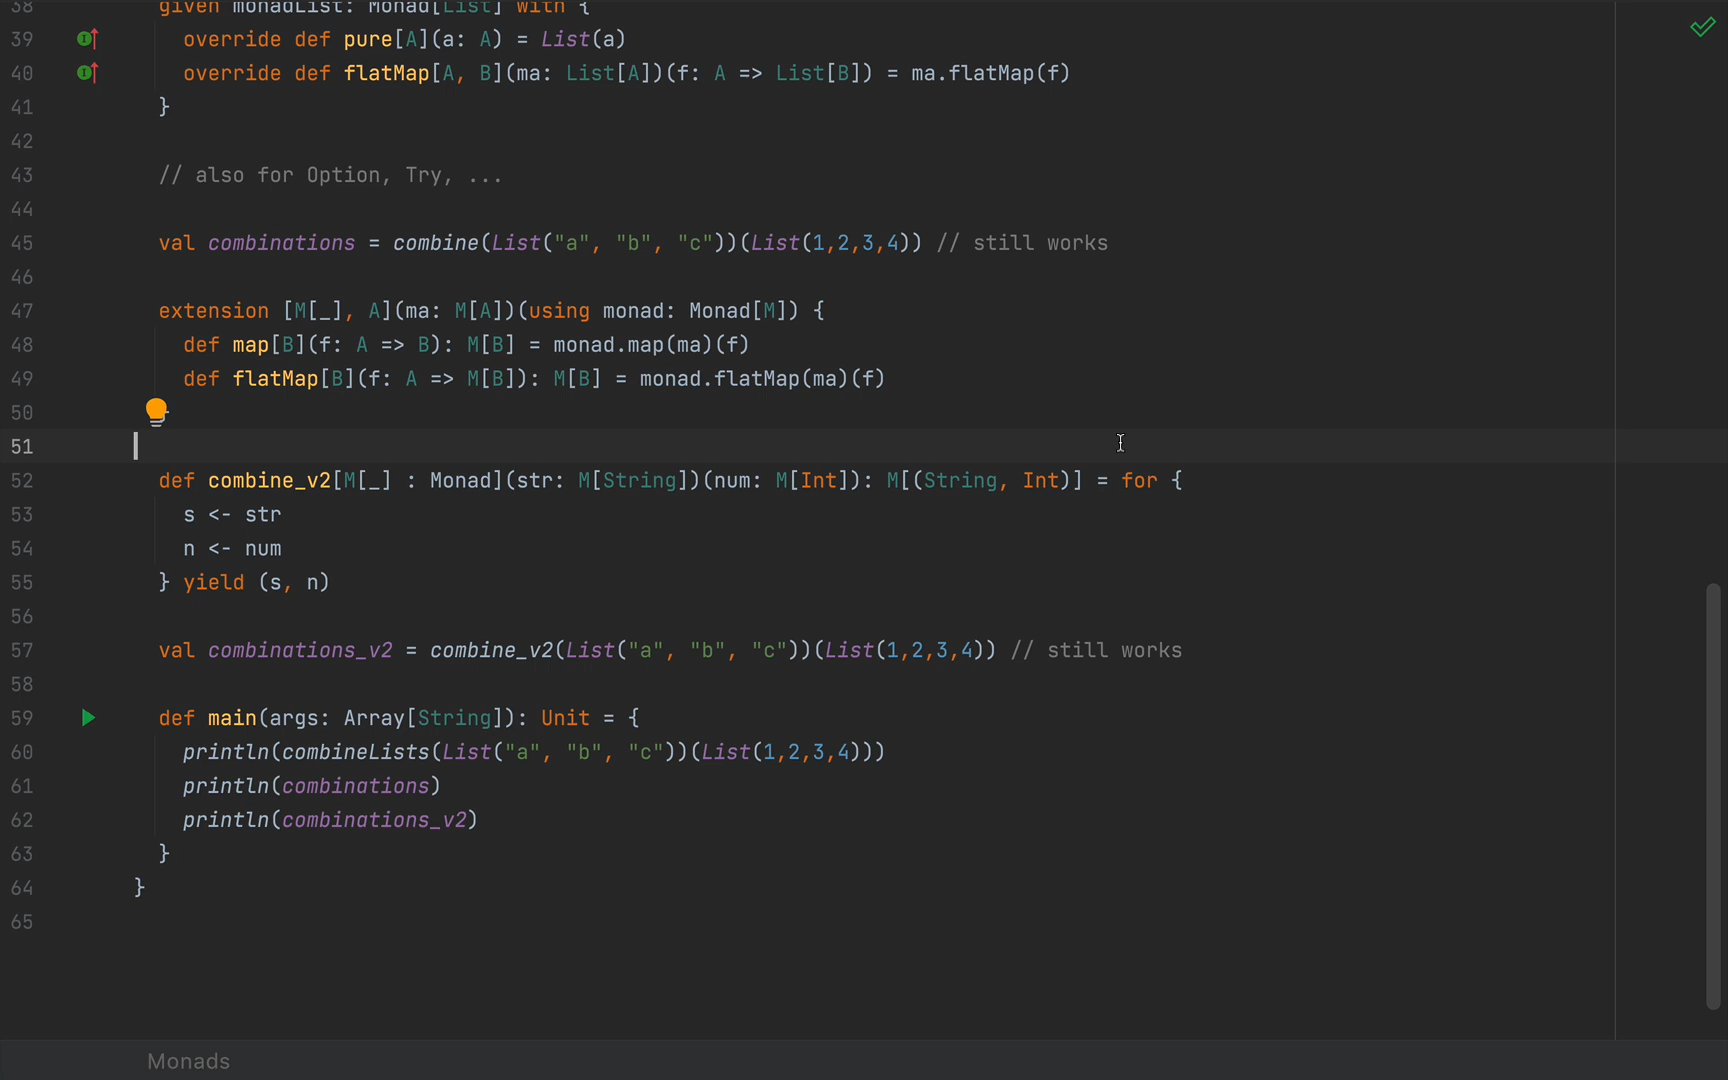 38 given monadList: Monad[List] with {
39 override def pure[A](a: A) = List(a)
40 override def flatMap[A, B](ma: List[A])(f: A => List[B]) = ma.flatMap(f)
41 }
42
43 // also for Option, Try, ...
44
45 val combinations = combine(List("a", "b", "c"))(List(1,2,3,4)) // still works
46
47 extension [M[_], A](ma: M[A])(using monad: Monad[M]) {
48 def map[B](f: A => B): M[B] = monad.map(ma)(f)
49 def flatMap[B](f: A => M[B]): M[B] = monad.flatMap(ma)(f)
50 }
51
52 def combine_v2[M[_] : Monad](str: M[String])(num: M[Int]): M[(String, Int)] = for {
53 s <- str
54 n <- num
55 } yield (s, n)
56
57 val combinations_v2 = combine_v2(List("a", "b", "c"))(List(1,2,3,4)) // still works
58
59 def main(args: Array[String]): Unit = {
60 println(combineLists(List("a", "b", "c"))(List(1,2,3,4)))
61 println(combinations)
62 println(combinations_v2)
63 }
64 }
65
Monads